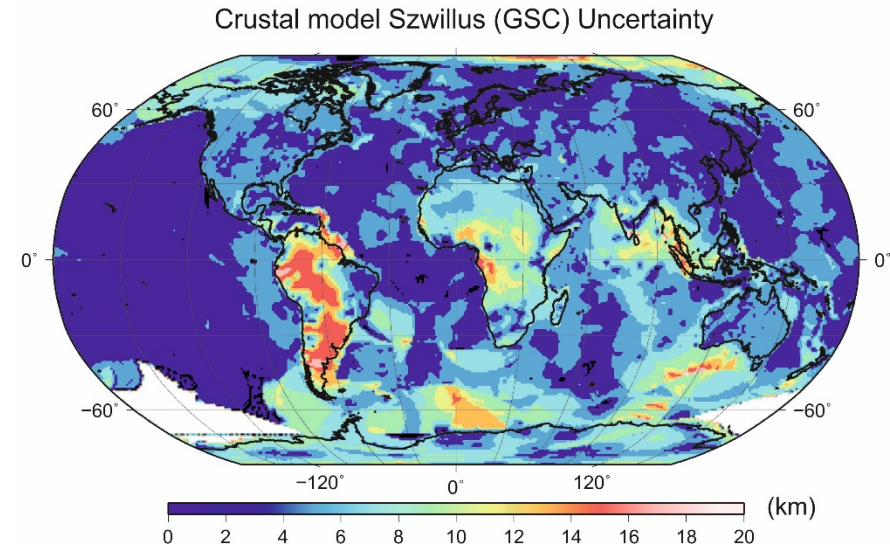 Crustal model Szwillus (GSC) Uncertainty
60° 60°
0° 0°
−60° −60°
−120° 0° 120°
(km)
0 2 4 6 8 10 12 14 16 18 20